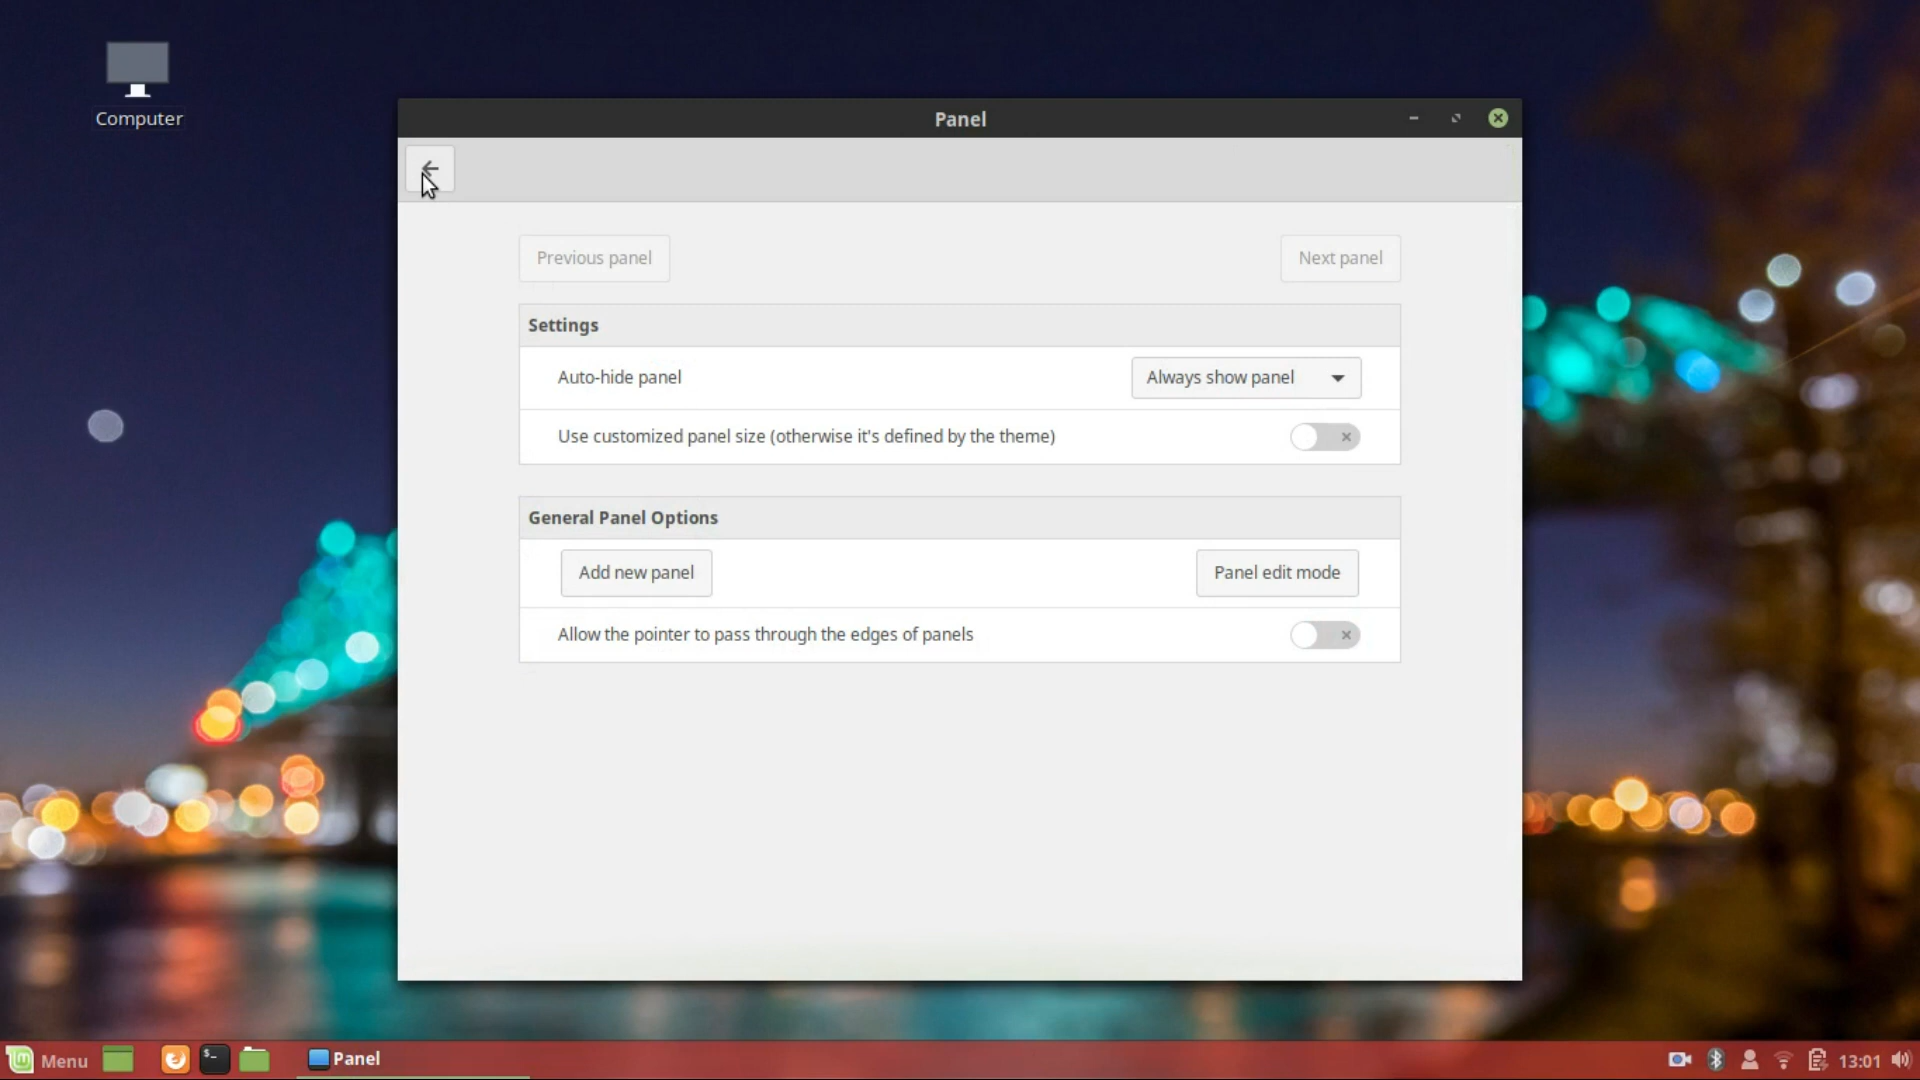 Computer
Panel
Previous panel
Next panel
Settings
Auto-hide panel
Always show panel
Use customized panel size (otherwise it's defined by the theme)
General Panel Options
Add new panel
Panel edit mode
Allow the pointer to pass through the edges of panels
Menu
$-
Panel
13:01